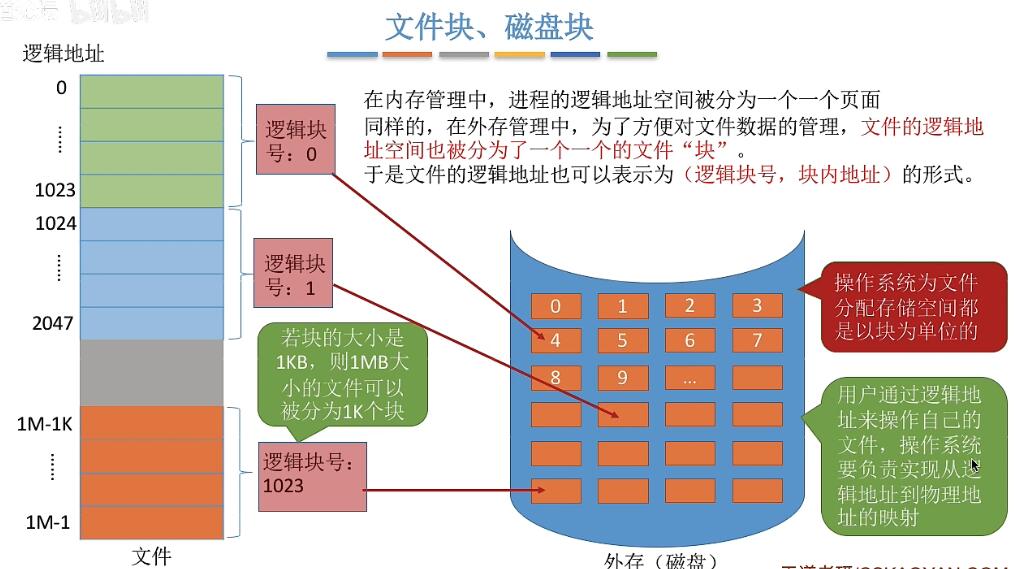 文件块、磁盘块
逻辑地址
0
......
1023
1024
......
2047
1M-1K
......
1M-1
文件
逻辑块
号：0
逻辑块
号：1
若块的大小是
1KB，则1MB大
小的文件可以
被分为1K个块
逻辑块号：
1023
在内存管理中，进程的逻辑地址空间被分为一个一个页面
同样的，在外存管理中，为了方便对文件数据的管理，文件的逻辑地
址空间也被分为了一个一个的文件“块”。
于是文件的逻辑地址也可以表示为（逻辑块号，块内地址）的形式。
0 1 2 3
4 5 6 7
8 9 ...
外存（磁盘）
操作系统为文件
分配存储空间都
是以块为单位的
用户通过逻辑地
址来操作自己的
文件，操作系统
要负责实现从逻
辑地址到物理地
址的映射